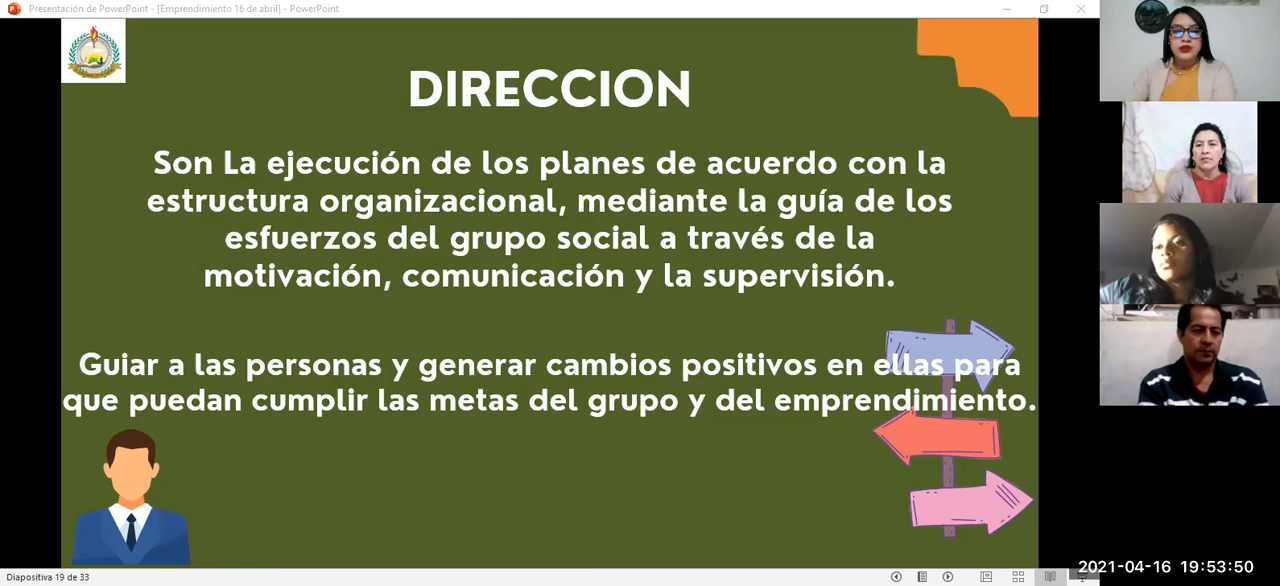 Presentación de PowerPoint - [Emprendimiento 16 de abril] - PowerPoint
DIRECCION
Son La ejecución de los planes de acuerdo con la
estructura organizacional, mediante la guía de los
esfuerzos del grupo social a través de la
motivación, comunicación y la supervisión.
Guiar a las personas y generar cambios positivos en ellas para
que puedan cumplir las metas del grupo y del emprendimiento.
Diapositiva 19 de 33
2021-04-16 19:53:50